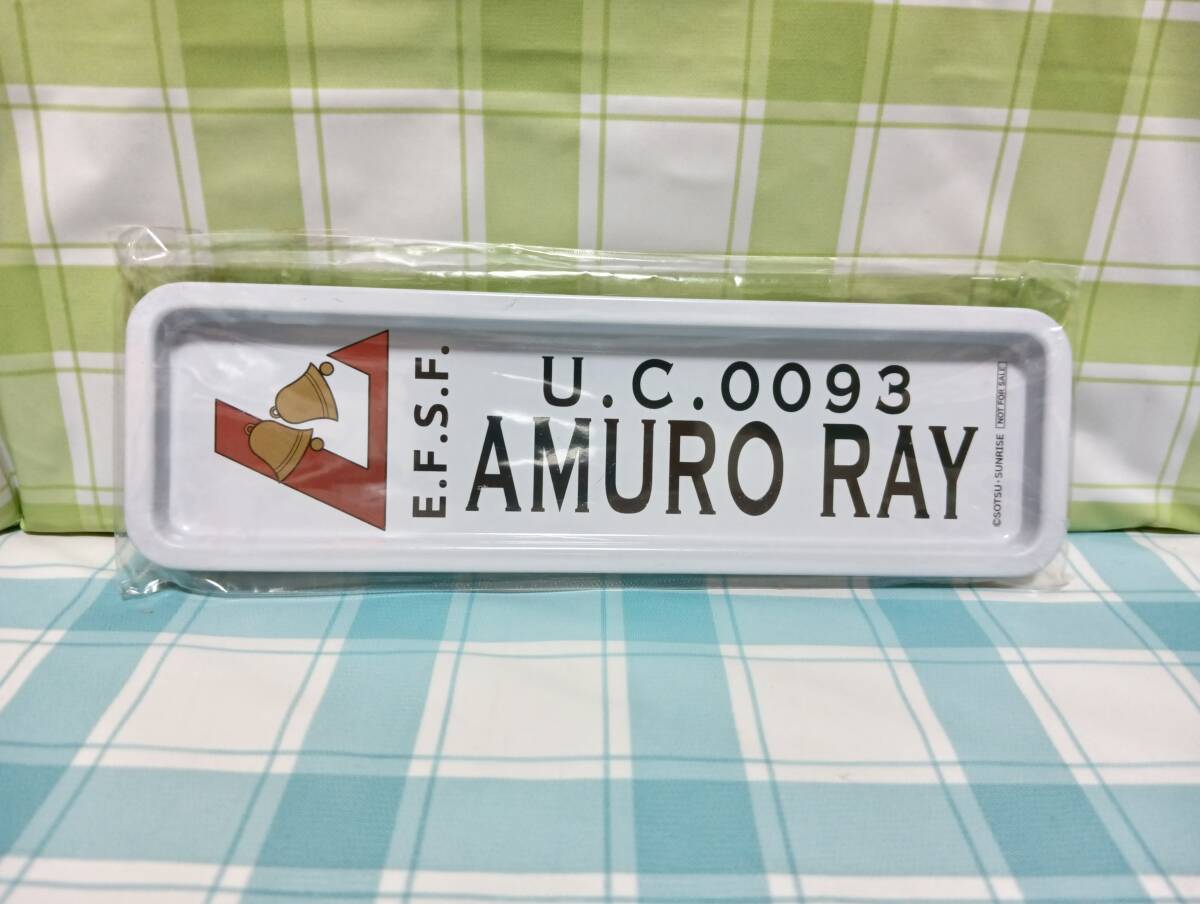 E.F.S.F.
U.C.0093
AMURO RAY
©SOTSU・SUNRISE NOT FOR SALE